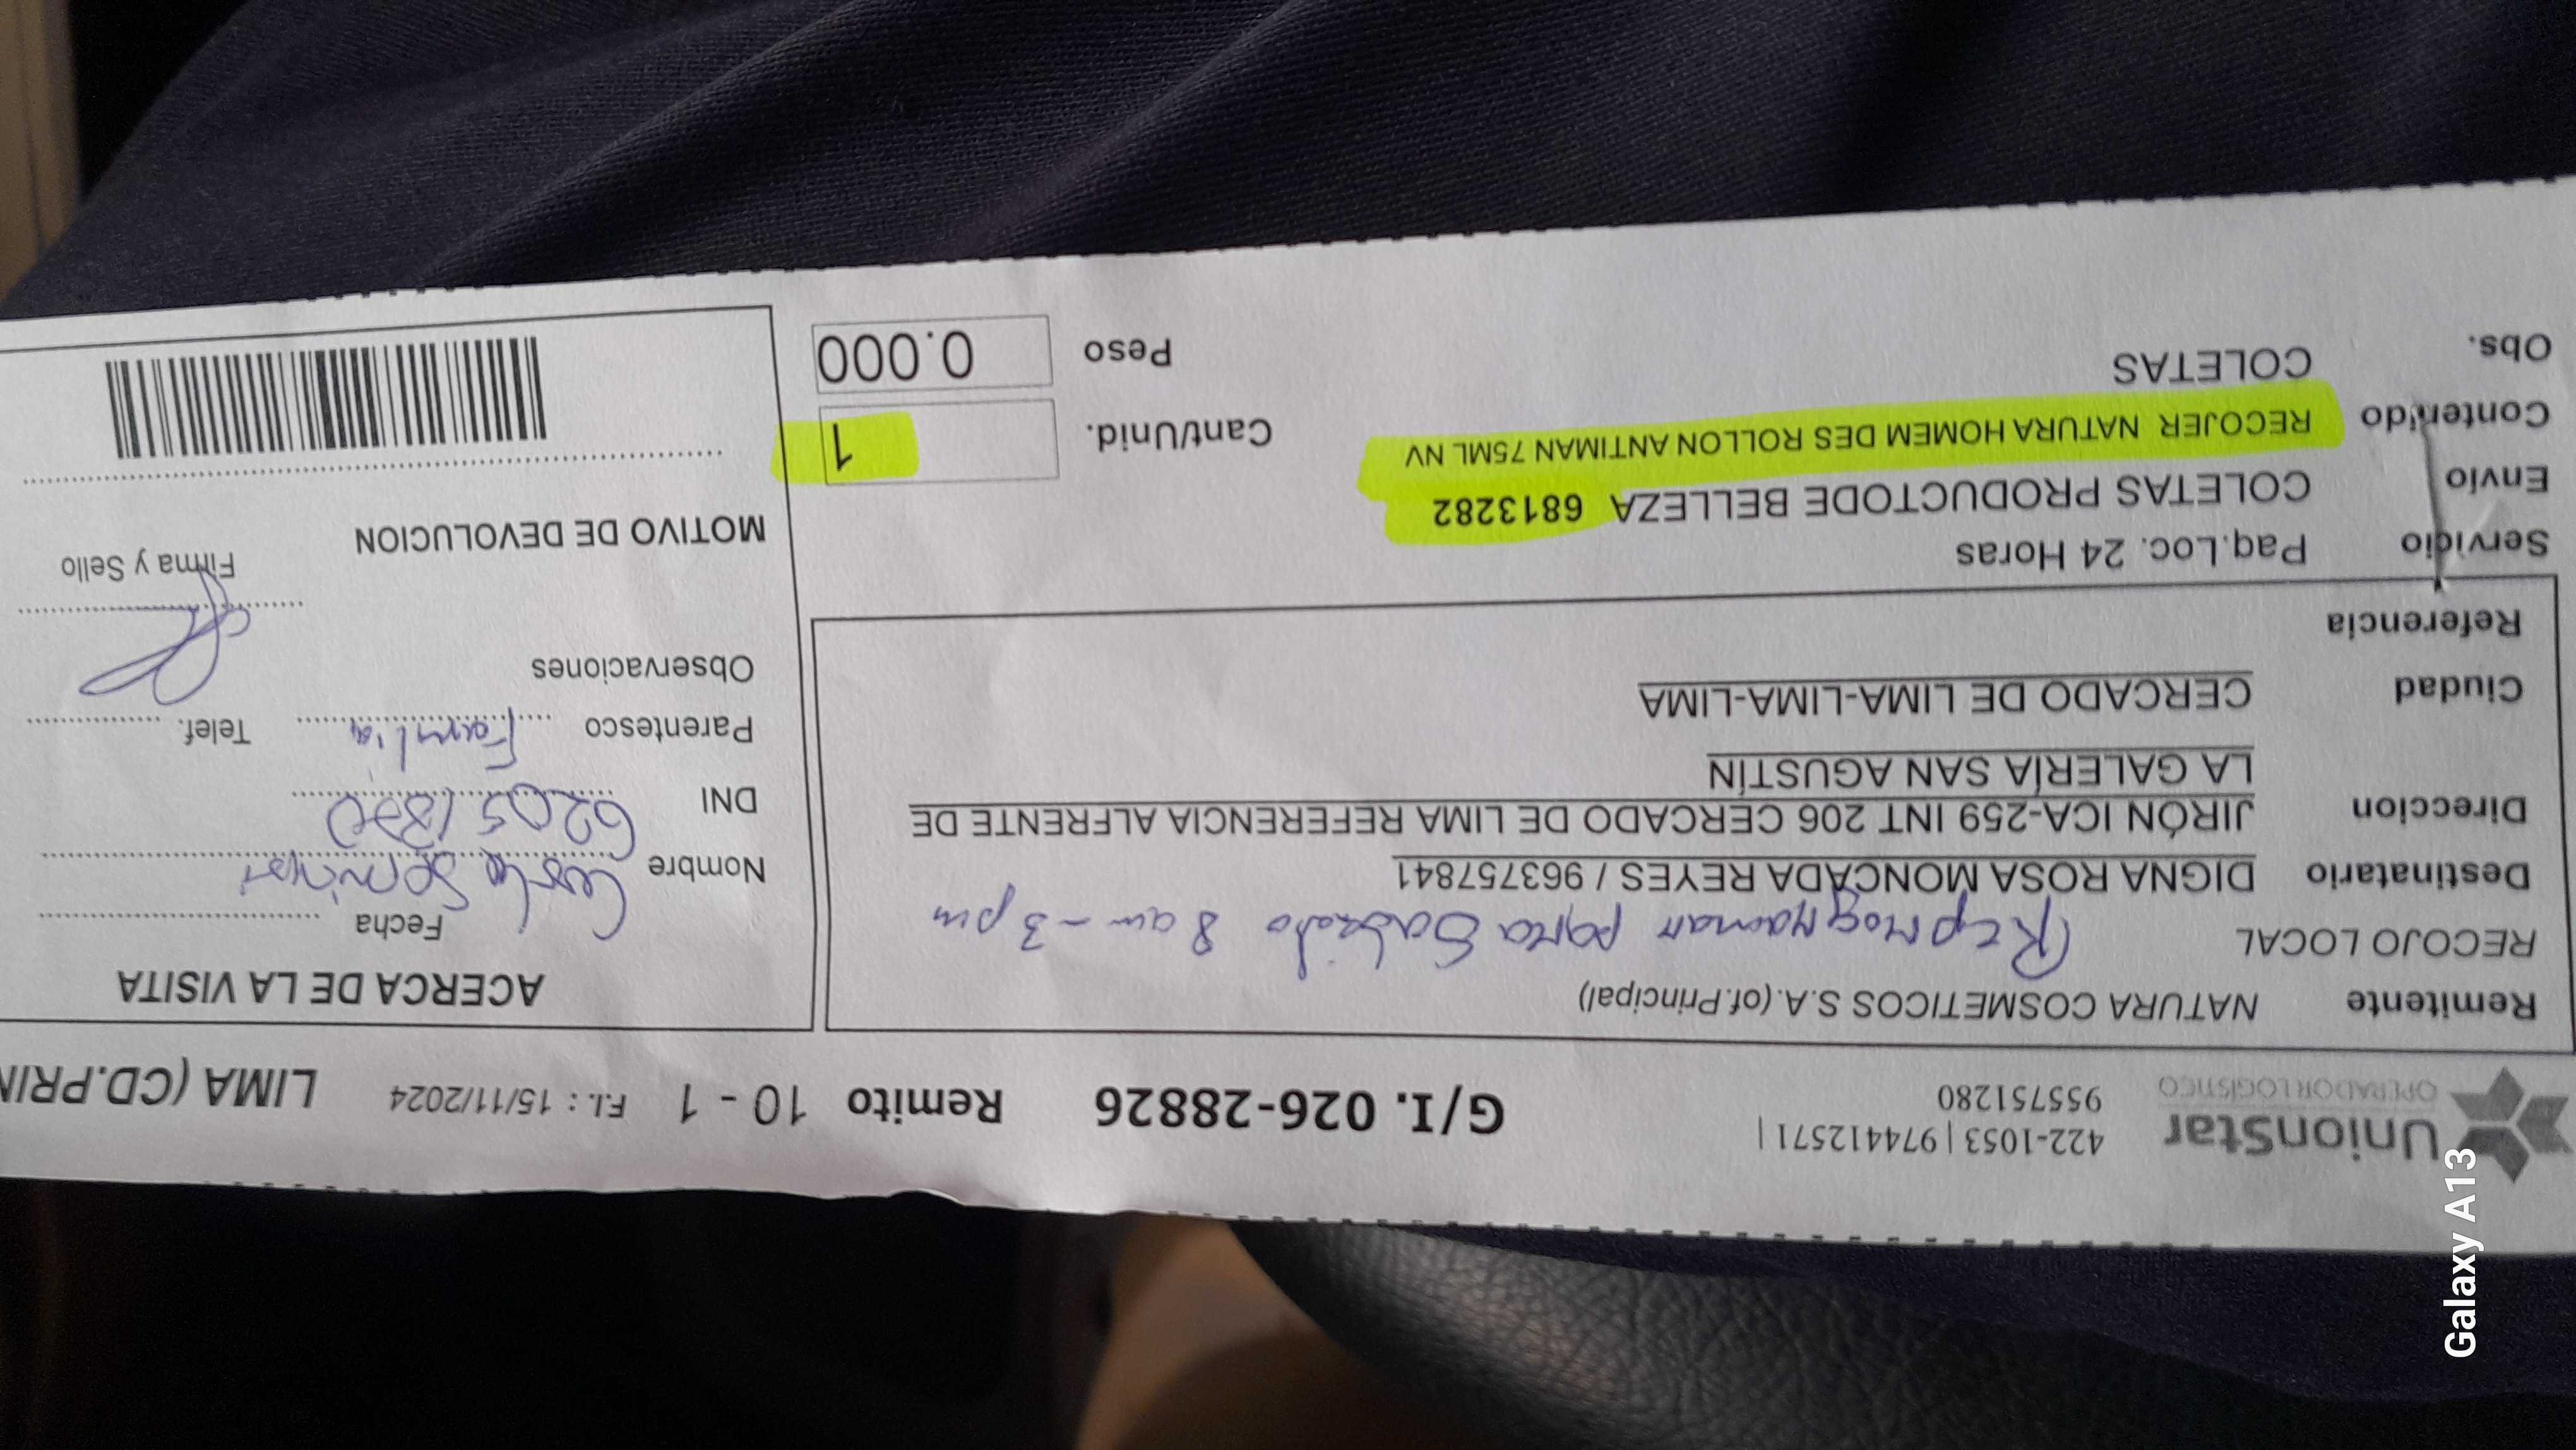 UnionStar
OPERADOR LOGÍSTICO
422-1053 | 974412571 |
955751280
G/I. 026-28826
Remito 10 - 1
F.I. : 15/11/2024
LIMA (CD.PRIN
Remitente NATURA COSMETICOS S.A.(of.Principal)
RECOJO LOCAL Reprogramar para Sabado 8 am - 3 pm
Destinatario DIGNA ROSA MONCADA REYES / 963757841
Direccion JIRÓN ICA-259 INT 206 CERCADO DE LIMA REFERENCIA ALFRENTE DE
LA GALERÍA SAN AGUSTÍN
Ciudad CERCADO DE LIMA-LIMA-LIMA
Referencia
Servicio Paq.Loc. 24 Horas
Envío COLETAS PRODUCTODE BELLEZA 6813282
Contenido RECOJER NATURA HOMEM DES ROLLON ANTIMAN 75ML NV
Obs. COLETAS
Cant/Unid. 1
Peso 0.000
ACERCA DE LA VISITA
Fecha
Nombre
DNI
Parentesco Familia Telef.
Observaciones
Firma y Sello
MOTIVO DE DEVOLUCION
Galaxy A13